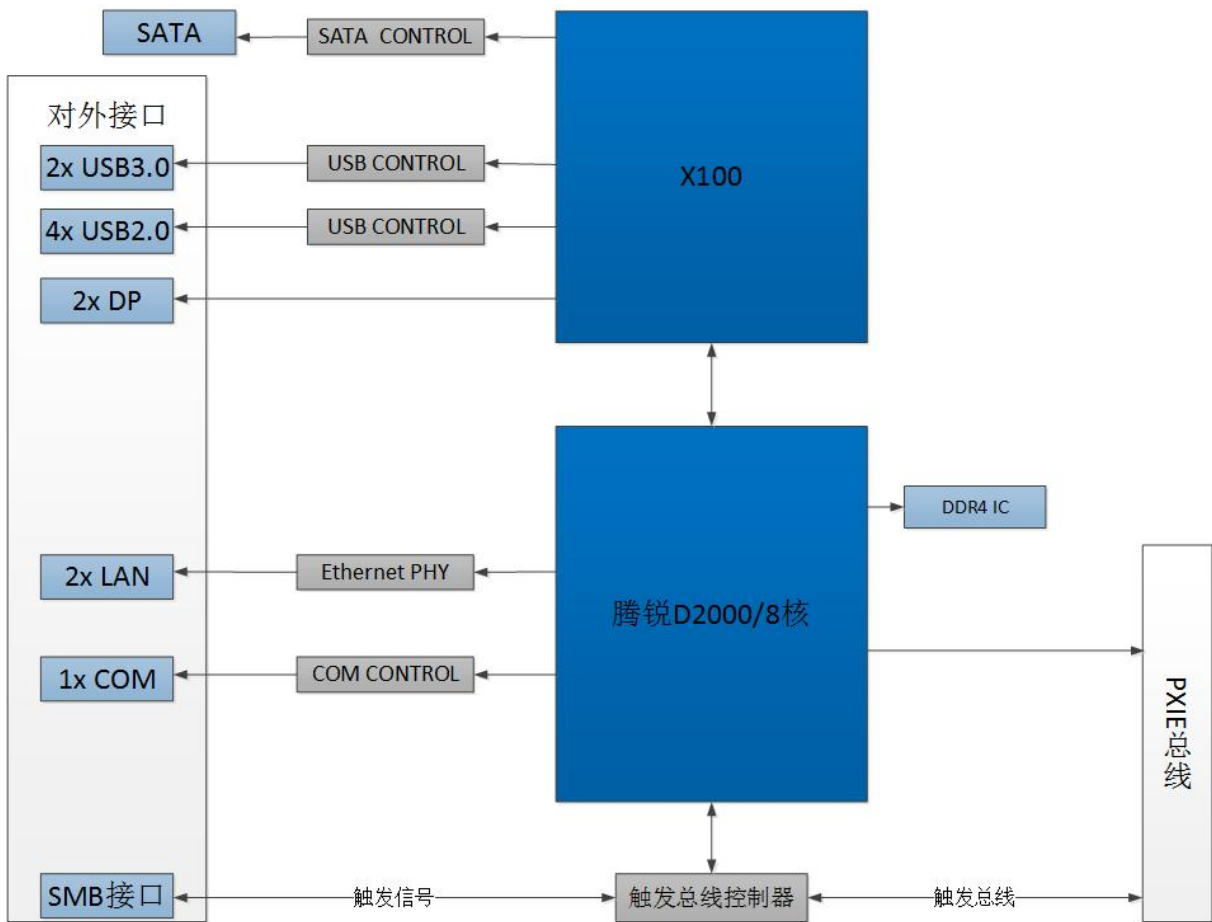 SATA
SATA CONTROL
对外接口
2x USB3.0
USB CONTROL
X100
4x USB2.0
USB CONTROL
2x DP
DDR4 IC
2x LAN
Ethernet PHY
腾锐D2000/8核
1x COM
COM CONTROL
PXIE总线
SMB接口
触发信号
触发总线控制器
触发总线